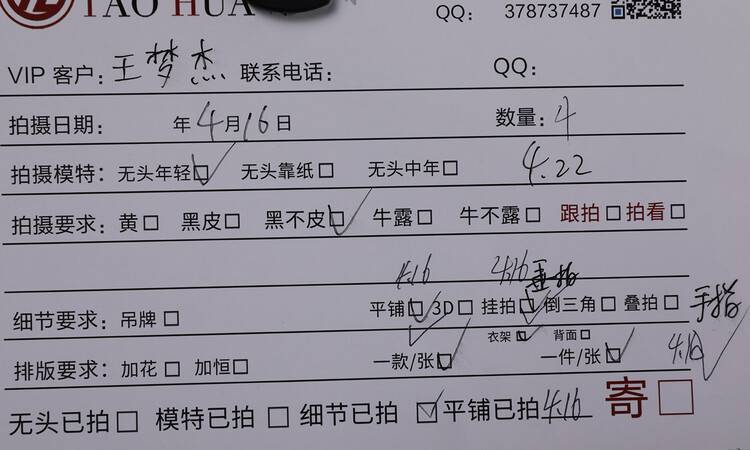 TAO HUA QQ: 378737487
VIP 客户: 王梦杰 联系电话: QQ:
拍摄日期: 年 4月16日 数量: 4
拍摄模特: 无头年轻☑ 无头靠纸□ 无头中年□ 4.22
拍摄要求: 黄□ 黑皮□ 黑不皮☑ 牛露□ 牛不露□ 跟拍□ 拍看□
4.16 4.16
细节要求: 吊牌□ 平铺☑ 3D□ 挂拍☑ 倒三角□ 叠拍□ 手指
衣架☑ 背面□
排版要求: 加花□ 加恒□ 一款/张☑ 一件/张☑ 4.16
无头已拍□ 模特已拍□ 细节已拍☑ 平铺已拍 4.16 寄□